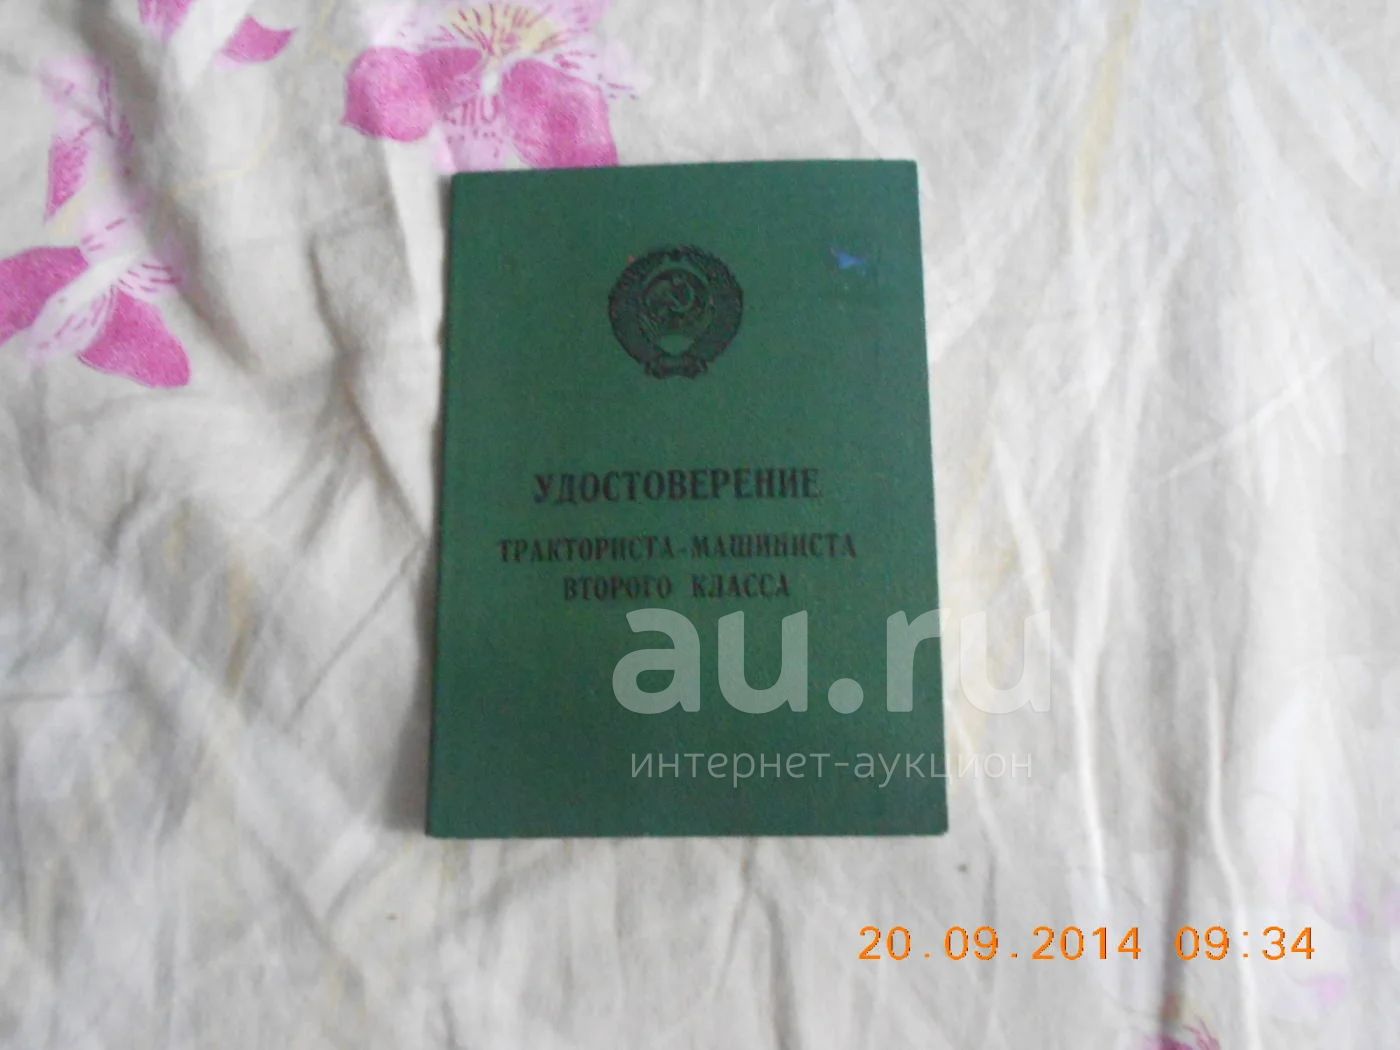 УДОСТОВЕРЕНИЕ
ТРАКТОРИСТА-МАШИНИСТА
ВТОРОГО КЛАССА
au.ru
интернет-аукцион
20.09.2014 09:34